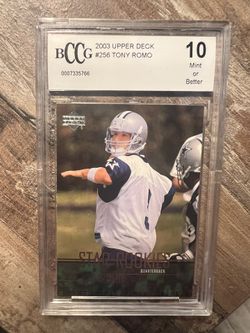 BCCG
0007335766
2003 UPPER DECK
#256 TONY ROMO
10
Mint
or
Better
STAR ROOKIES
QUARTERBACK